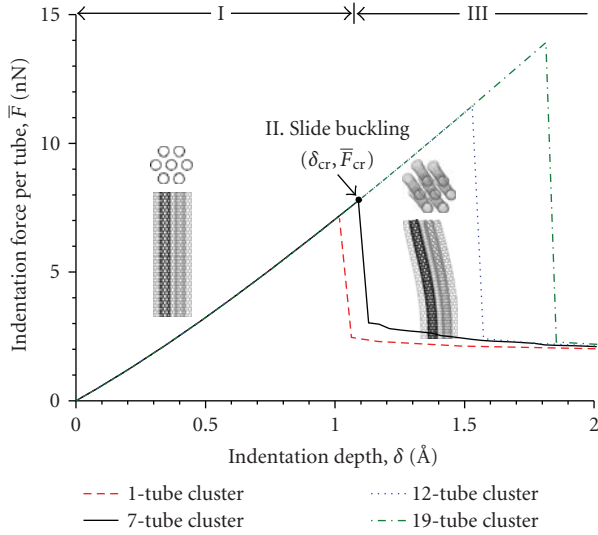 I III
15
10
5
0
Indentation force per tube, F̅ (nN)
II. Slide buckling
(δcr, F̅cr)
0 0.5 1 1.5 2
Indentation depth, δ (Å)
1-tube cluster
7-tube cluster
12-tube cluster
19-tube cluster